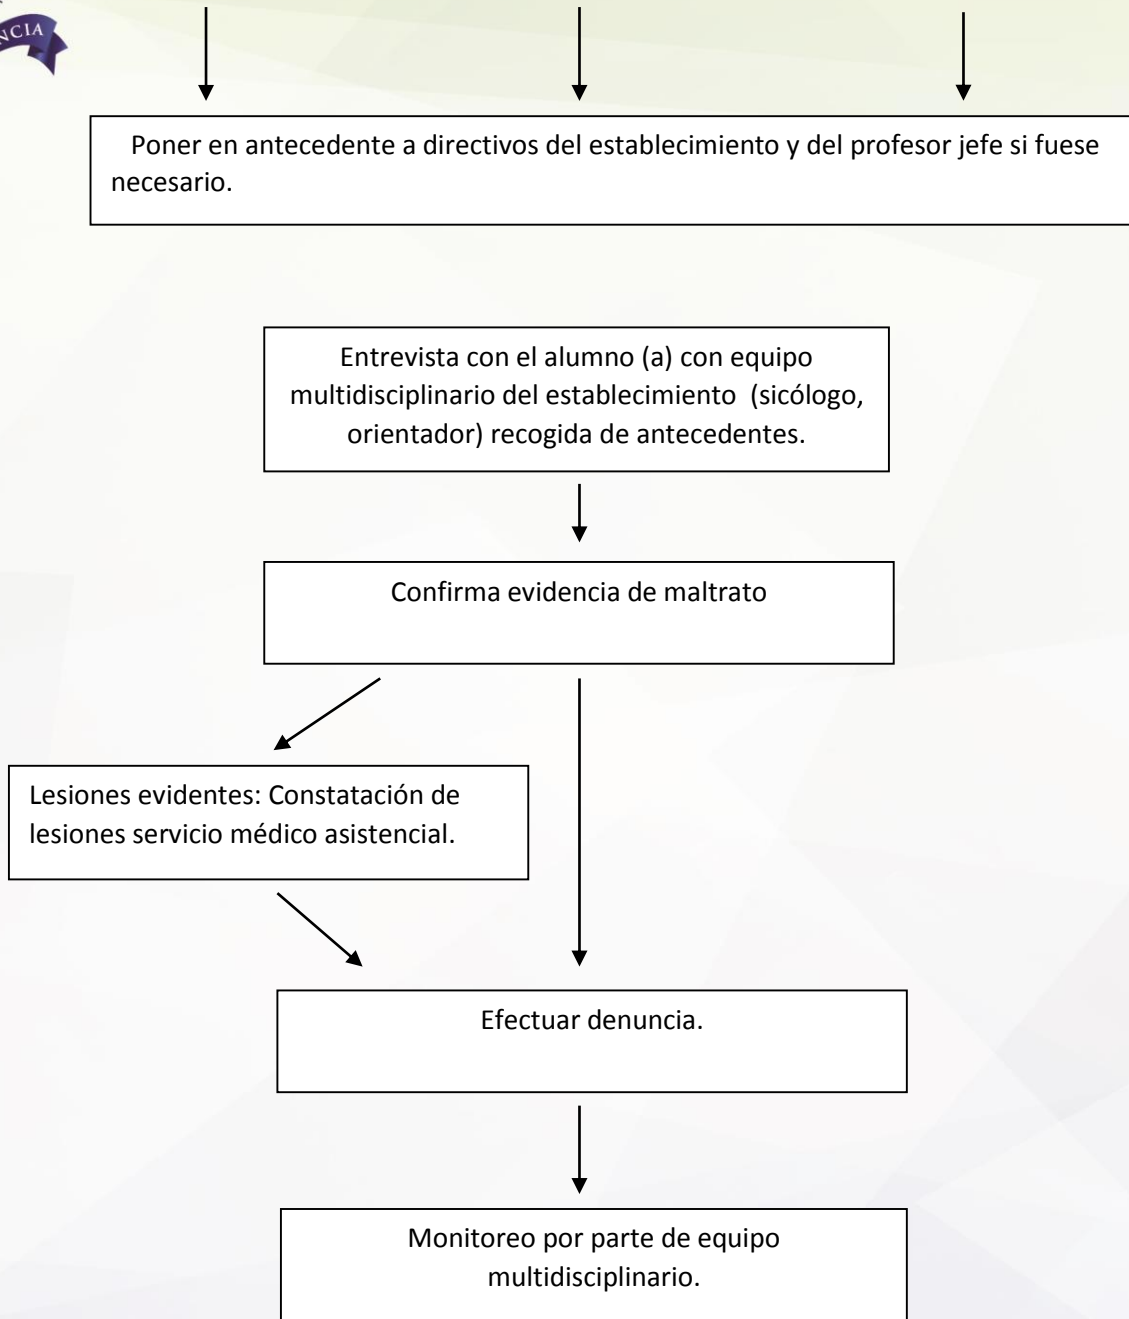 NCIA
Poner en antecedente a directivos del establecimiento y del profesor jefe si fuese
necesario.
Entrevista con el alumno (a) con equipo
multidisciplinario del establecimiento (sicólogo,
orientador) recogida de antecedentes.
Confirma evidencia de maltrato
Lesiones evidentes: Constatación de
lesiones servicio médico asistencial.
Efectuar denuncia.
Monitoreo por parte de equipo
multidisciplinario.